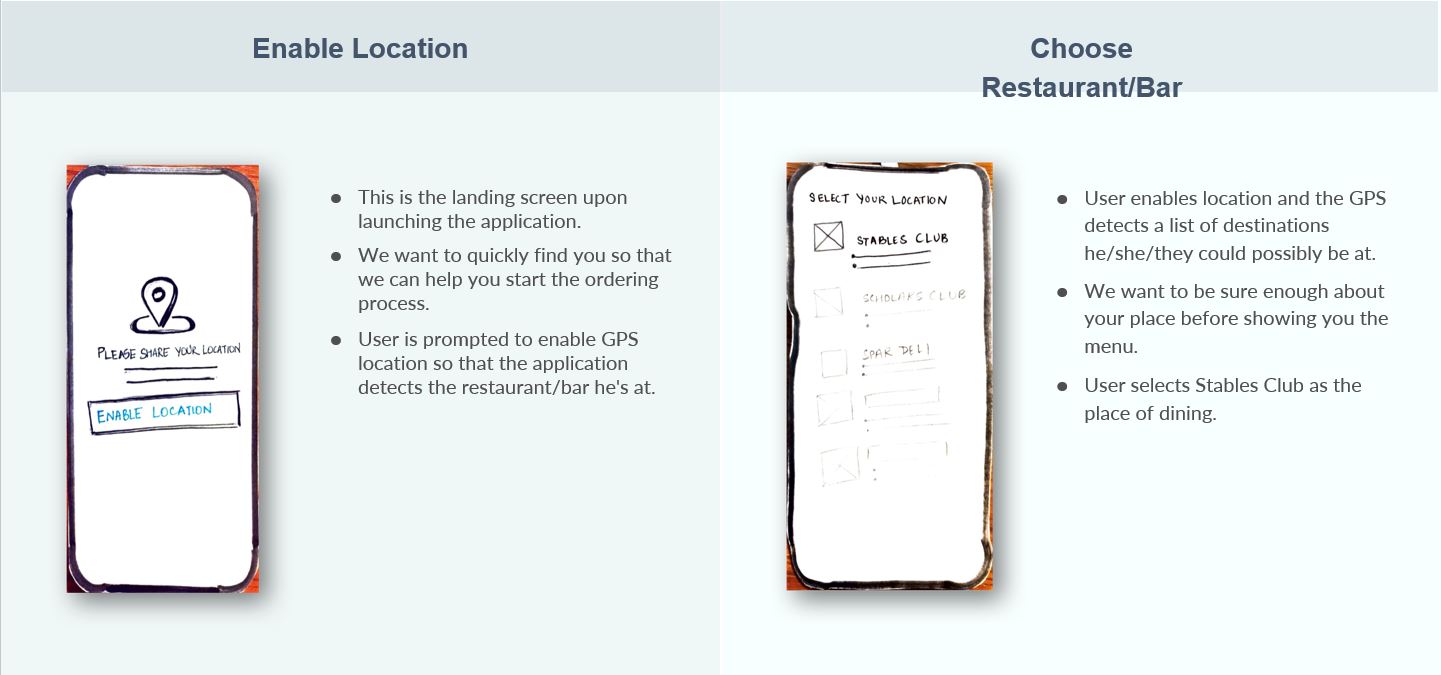 Enable Location
PLEASE SHARE YOUR LOCATION
ENABLE LOCATION
This is the landing screen upon
launching the application.
We want to quickly find you so that
we can help you start the ordering
process.
User is prompted to enable GPS
location so that the application
detects the restaurant/bar he's at.
Choose
Restaurant/Bar
SELECT YOUR LOCATION
STABLES CLUB
SCHOLARS CLUB
SPAR DELI
User enables location and the GPS
detects a list of destinations
he/she/they could possibly be at.
We want to be sure enough about
your place before showing you the
menu.
User selects Stables Club as the
place of dining.